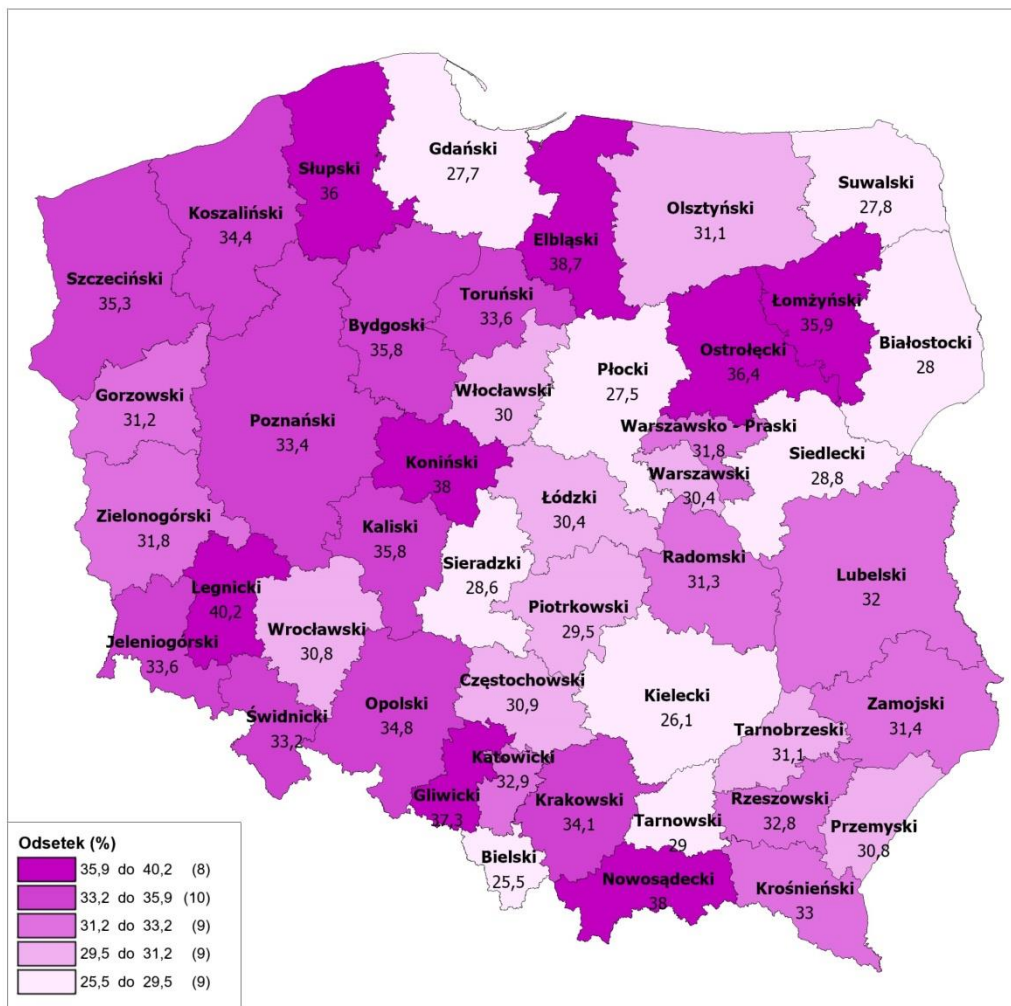 Gdański
27,7
Słupski
36
Suwalski
27,8
Koszaliński
34,4
Olsztyński
31,1
Elbląski
38,7
Szczeciński
35,3
Toruński
33,6
Łomżyński
35,9
Bydgoski
35,8
Ostrołęcki
36,4
Białostocki
28
Płocki
27,5
Włocławski
30
Gorzowski
31,2
Poznański
33,4
Warszawsko - Praski
31,8
Siedlecki
28,8
Koniński
38
Warszawski
30,4
Łódzki
30,4
Zielonogórski
31,8
Kaliski
35,8
Sieradzki
28,6
Radomski
31,3
Lubelski
32
Legnicki
40,2
Piotrkowski
29,5
Wrocławski
30,8
Jeleniogórski
33,6
Częstochowski
30,9
Kielecki
26,1
Opolski
34,8
Zamojski
31,4
Świdnicki
33,2
Tarnobrzeski
31,1
Katowicki
32,9
Gliwicki
37,3
Krakowski
34,1
Rzeszowski
32,8
Tarnowski
29
Przemyski
30,8
Bielski
25,5
Nowosądecki
38
Krośnieński
33
Odsetek (%)
35,9 do 40,2 (8)
33,2 do 35,9 (10)
31,2 do 33,2 (9)
29,5 do 31,2 (9)
25,5 do 29,5 (9)